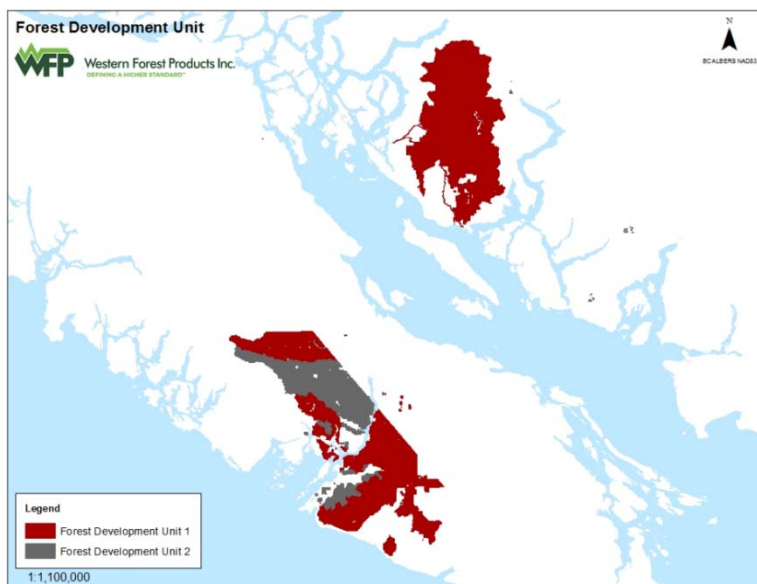 Forest Development Unit
WFP Western Forest Products Inc.
DEFINING A HIGHER STANDARD™
N
BC ALBERS NAD83
Legend
Forest Development Unit 1
Forest Development Unit 2
1:1,100,000